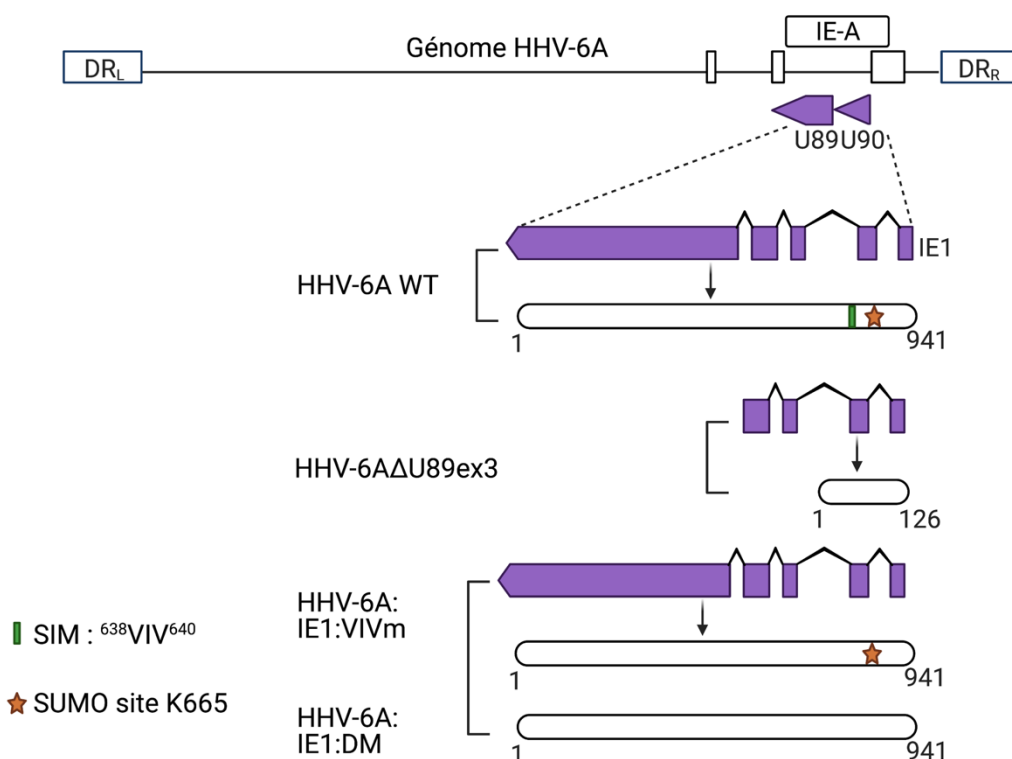 IE-A
Génome HHV-6A
DRL
DRR
U89U90
IE1
HHV-6A WT
1
941
HHV-6AΔU89ex3
1
126
HHV-6A:
IE1:VIVm
SIM : ⁶³⁸VIV⁶⁴⁰
1
941
SUMO site K665
HHV-6A:
IE1:DM
1
941